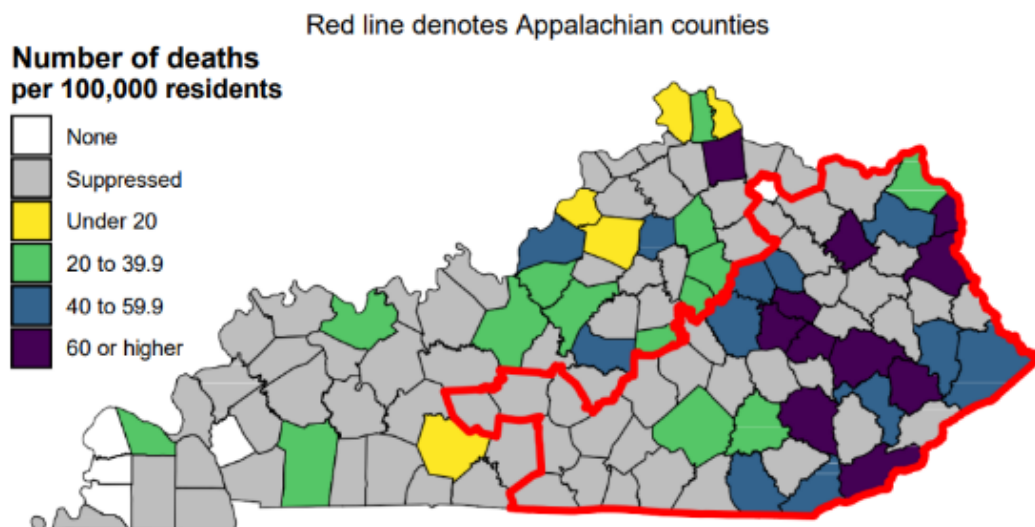 Red line denotes Appalachian counties
Number of deaths
per 100,000 residents
None
Suppressed
Under 20
20 to 39.9
40 to 59.9
60 or higher